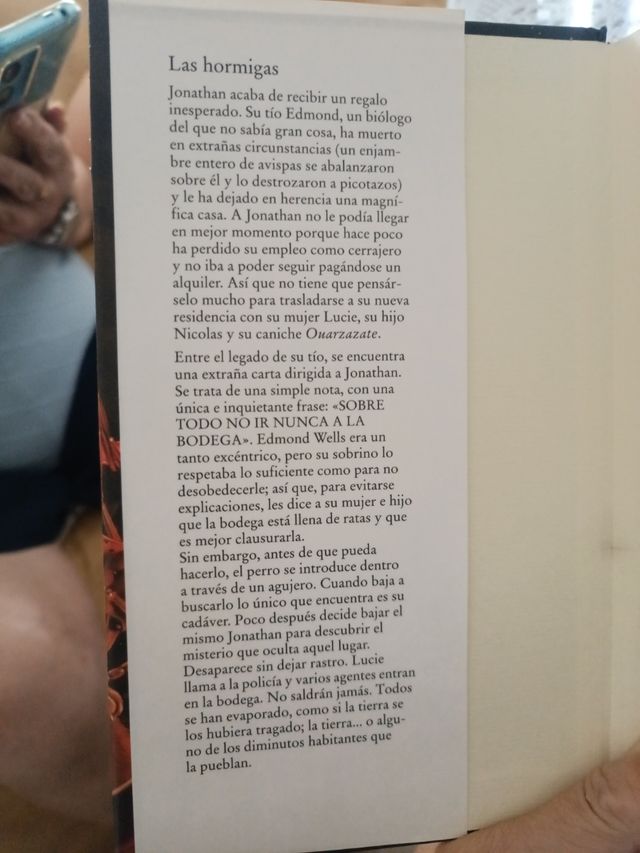 Las hormigas
Jonathan acaba de recibir un regalo
inesperado. Su tío Edmond, un biólogo
del que no sabía gran cosa, ha muerto
en extrañas circunstancias (un enjam-
bre entero de avispas se abalanzaron
sobre él y lo destrozaron a picotazos)
y le ha dejado en herencia una magní-
fica casa. A Jonathan no le podía llegar
en mejor momento porque hace poco
ha perdido su empleo como cerrajero
y no iba a poder seguir pagándose un
alquiler. Así que no tiene que pensár-
selo mucho para trasladarse a su nueva
residencia con su mujer Lucie, su hijo
Nicolas y su caniche Ouarzazate.
Entre el legado de su tío, se encuentra
una extraña carta dirigida a Jonathan.
Se trata de una simple nota, con una
única e inquietante frase: «SOBRE
TODO NO IR NUNCA A LA
BODEGA». Edmond Wells era un
tanto excéntrico, pero su sobrino lo
respetaba lo suficiente como para no
desobedecerle; así que, para evitarse
explicaciones, les dice a su mujer e hijo
que la bodega está llena de ratas y que
es mejor clausurarla.
Sin embargo, antes de que pueda
hacerlo, el perro se introduce dentro
a través de un agujero. Cuando baja a
buscarlo lo único que encuentra es su
cadáver. Poco después decide bajar el
mismo Jonathan para descubrir el
misterio que oculta aquel lugar.
Desaparece sin dejar rastro. Lucie
llama a la policía y varios agentes entran
en la bodega. No saldrán jamás. Todos
se han evaporado, como si la tierra se
los hubiera tragado; la tierra... o algu-
no de los diminutos habitantes que
la pueblan.